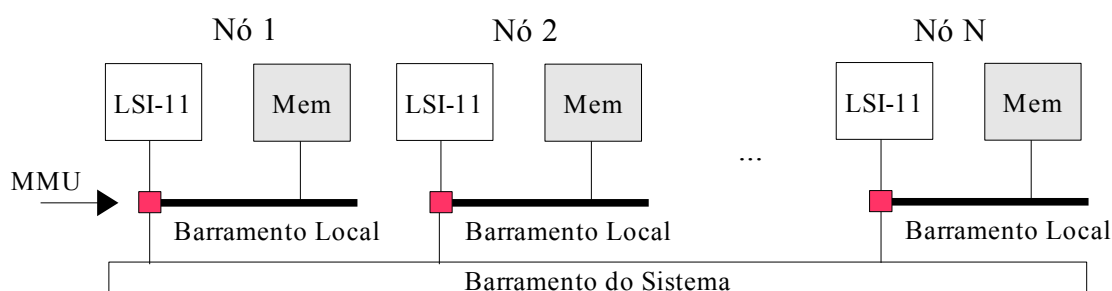 Nó 1 Nó 2 Nó N
LSI-11 Mem LSI-11 Mem LSI-11 Mem
...
MMU
Barramento Local Barramento Local Barramento Local
Barramento do Sistema